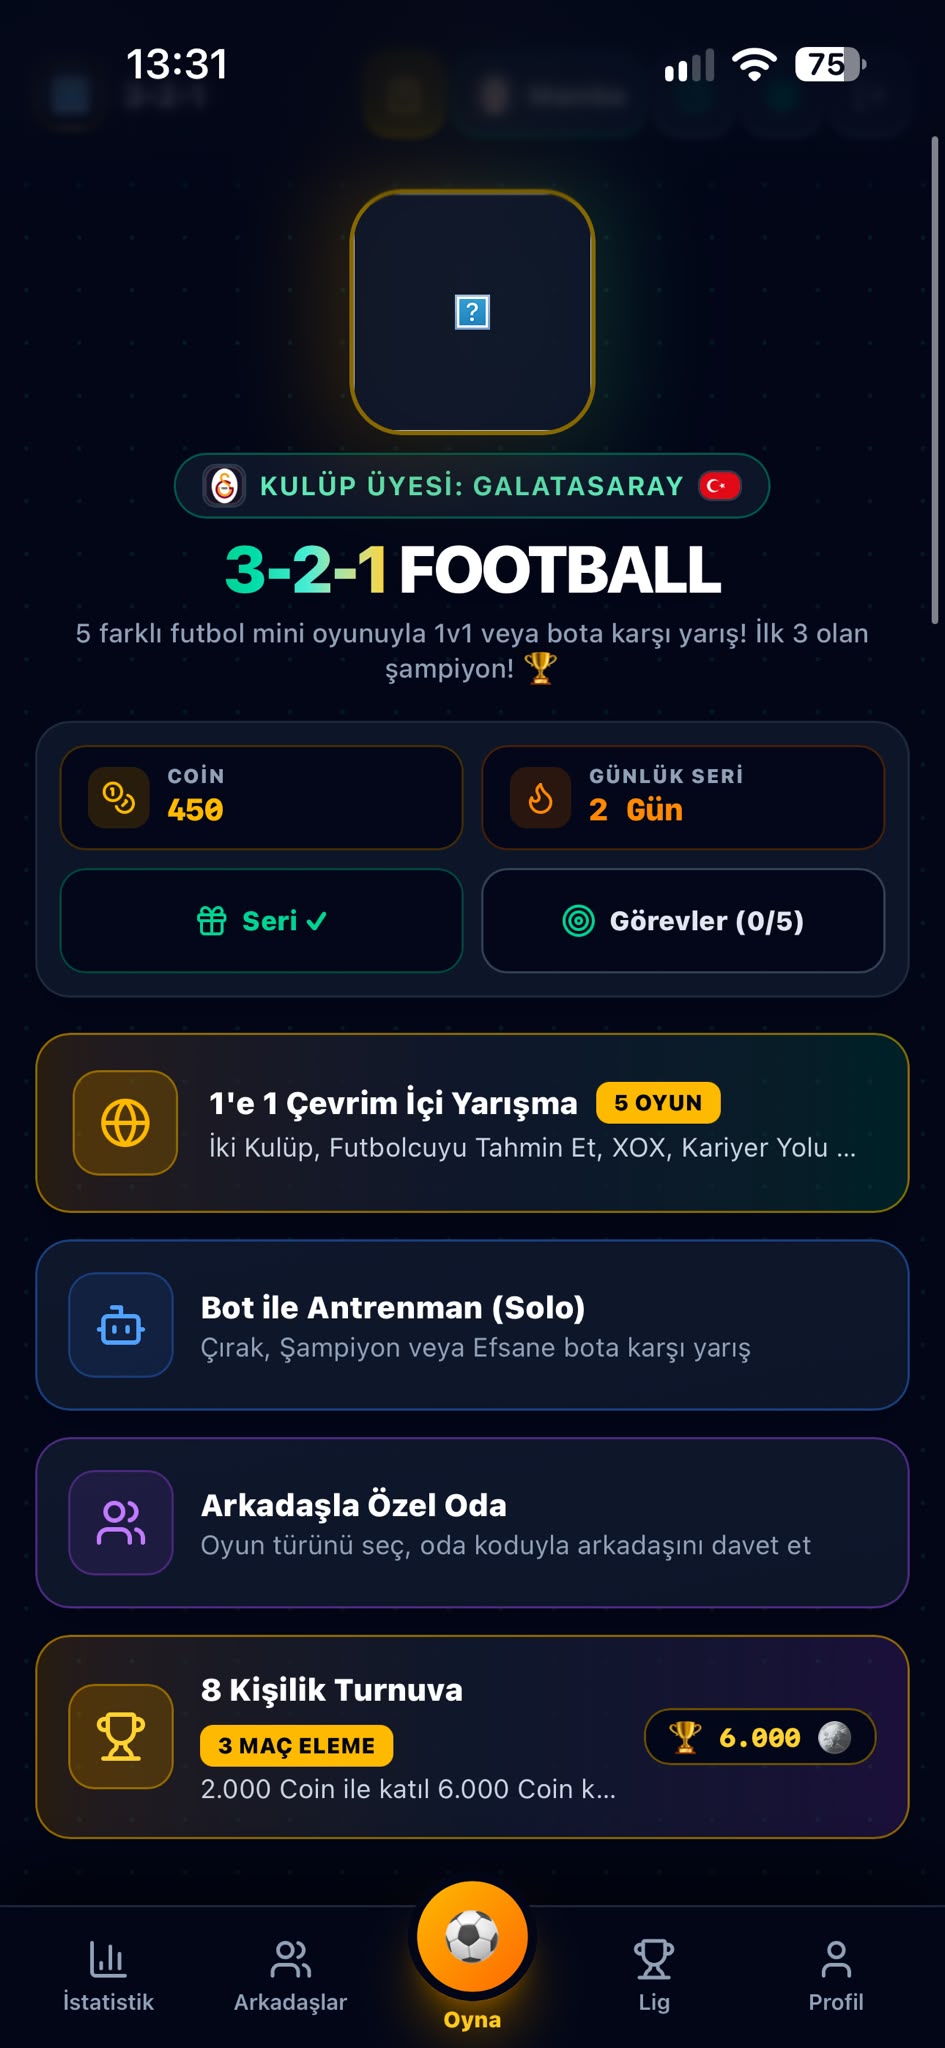 13:31
75
KULÜP ÜYESİ: GALATASARAY
3-2-1 FOOTBALL
5 farklı futbol mini oyunuyla 1v1 veya bota karşı yarış! İlk 3 olan
şampiyon! 🏆
COİN
450
GÜNLÜK SERİ
2 Gün
Seri ✓
Görevler (0/5)
1'e 1 Çevrim İçi Yarışma
5 OYUN
İki Kulüp, Futbolcuyu Tahmin Et, XOX, Kariyer Yolu ...
Bot ile Antrenman (Solo)
Çırak, Şampiyon veya Efsane bota karşı yarış
Arkadaşla Özel Oda
Oyun türünü seç, oda koduyla arkadaşını davet et
8 Kişilik Turnuva
3 MAÇ ELEME
2.000 Coin ile katıl 6.000 Coin k...
🏆 6.000
İstatistik
Arkadaşlar
Oyna
Lig
Profil